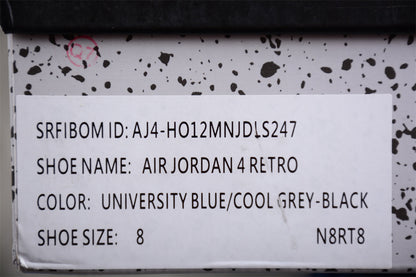 SRFIBOM ID: AJ4-HO12MNJDLS247
SHOE NAME: AIR JORDAN 4 RETRO
COLOR: UNIVERSITY BLUE/COOL GREY-BLACK
SHOE SIZE: 8 N8RT8